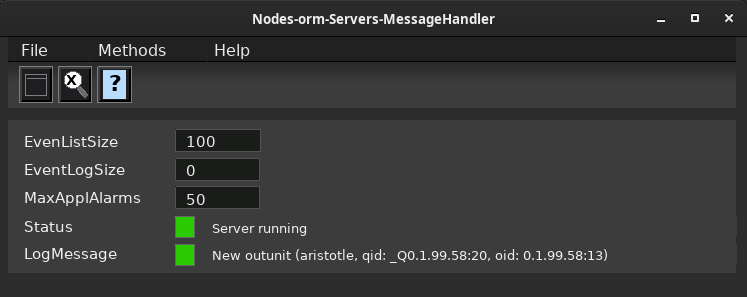 Nodes-orm-Servers-MessageHandler
File Methods Help
X ?
EvenListSize 100
EventLogSize 0
MaxApplAlarms 50
Status Server running
LogMessage New outunit (aristotle, qid: _Q0.1.99.58:20, oid: 0.1.99.58:13)